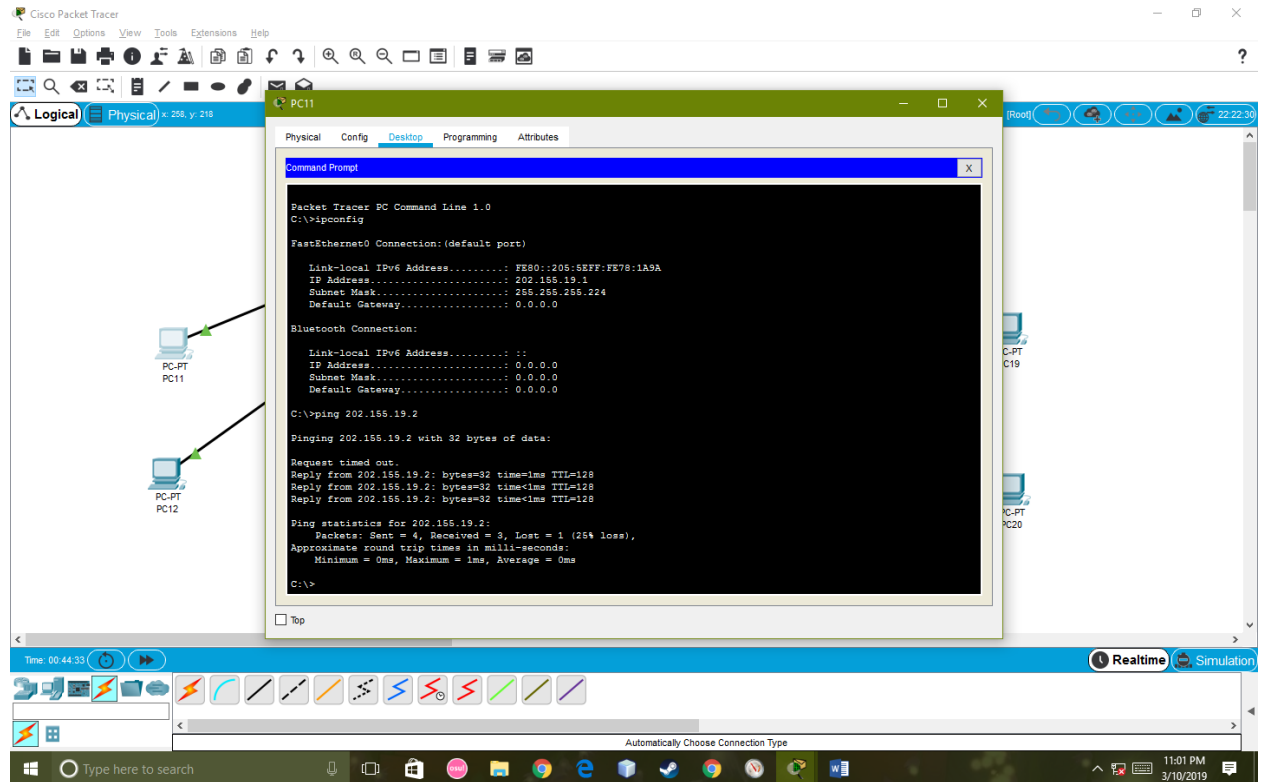 Cisco Packet Tracer
File Edit Options View Tools Extensions Help
?
Logical Physical x: 258, y: 218 [Root] 22:22:30
PC11
Physical Config Desktop Programming Attributes
Command Prompt X
Packet Tracer PC Command Line 1.0
C:\>ipconfig
FastEthernet0 Connection:(default port)
Link-local IPv6 Address.........: FE80::205:5EFF:FE78:1A9A
IP Address......................: 202.155.19.1
Subnet Mask.....................: 255.255.255.224
Default Gateway.................: 0.0.0.0
Bluetooth Connection:
Link-local IPv6 Address.........: ::
IP Address......................: 0.0.0.0
Subnet Mask.....................: 0.0.0.0
Default Gateway.................: 0.0.0.0
C:\>ping 202.155.19.2
Pinging 202.155.19.2 with 32 bytes of data:
Request timed out.
Reply from 202.155.19.2: bytes=32 time=1ms TTL=128
Reply from 202.155.19.2: bytes=32 time<1ms TTL=128
Reply from 202.155.19.2: bytes=32 time<1ms TTL=128
Ping statistics for 202.155.19.2:
Packets: Sent = 4, Received = 3, Lost = 1 (25% loss),
Approximate round trip times in milli-seconds:
Minimum = 0ms, Maximum = 1ms, Average = 0ms
C:\>
Top
PC-PT
PC11
PC-PT
PC12
C-PT
C19
PC-PT
PC20
Time: 00:44:33 Realtime Simulation
Automatically Choose Connection Type
Type here to search
osu!
11:01 PM
3/10/2019